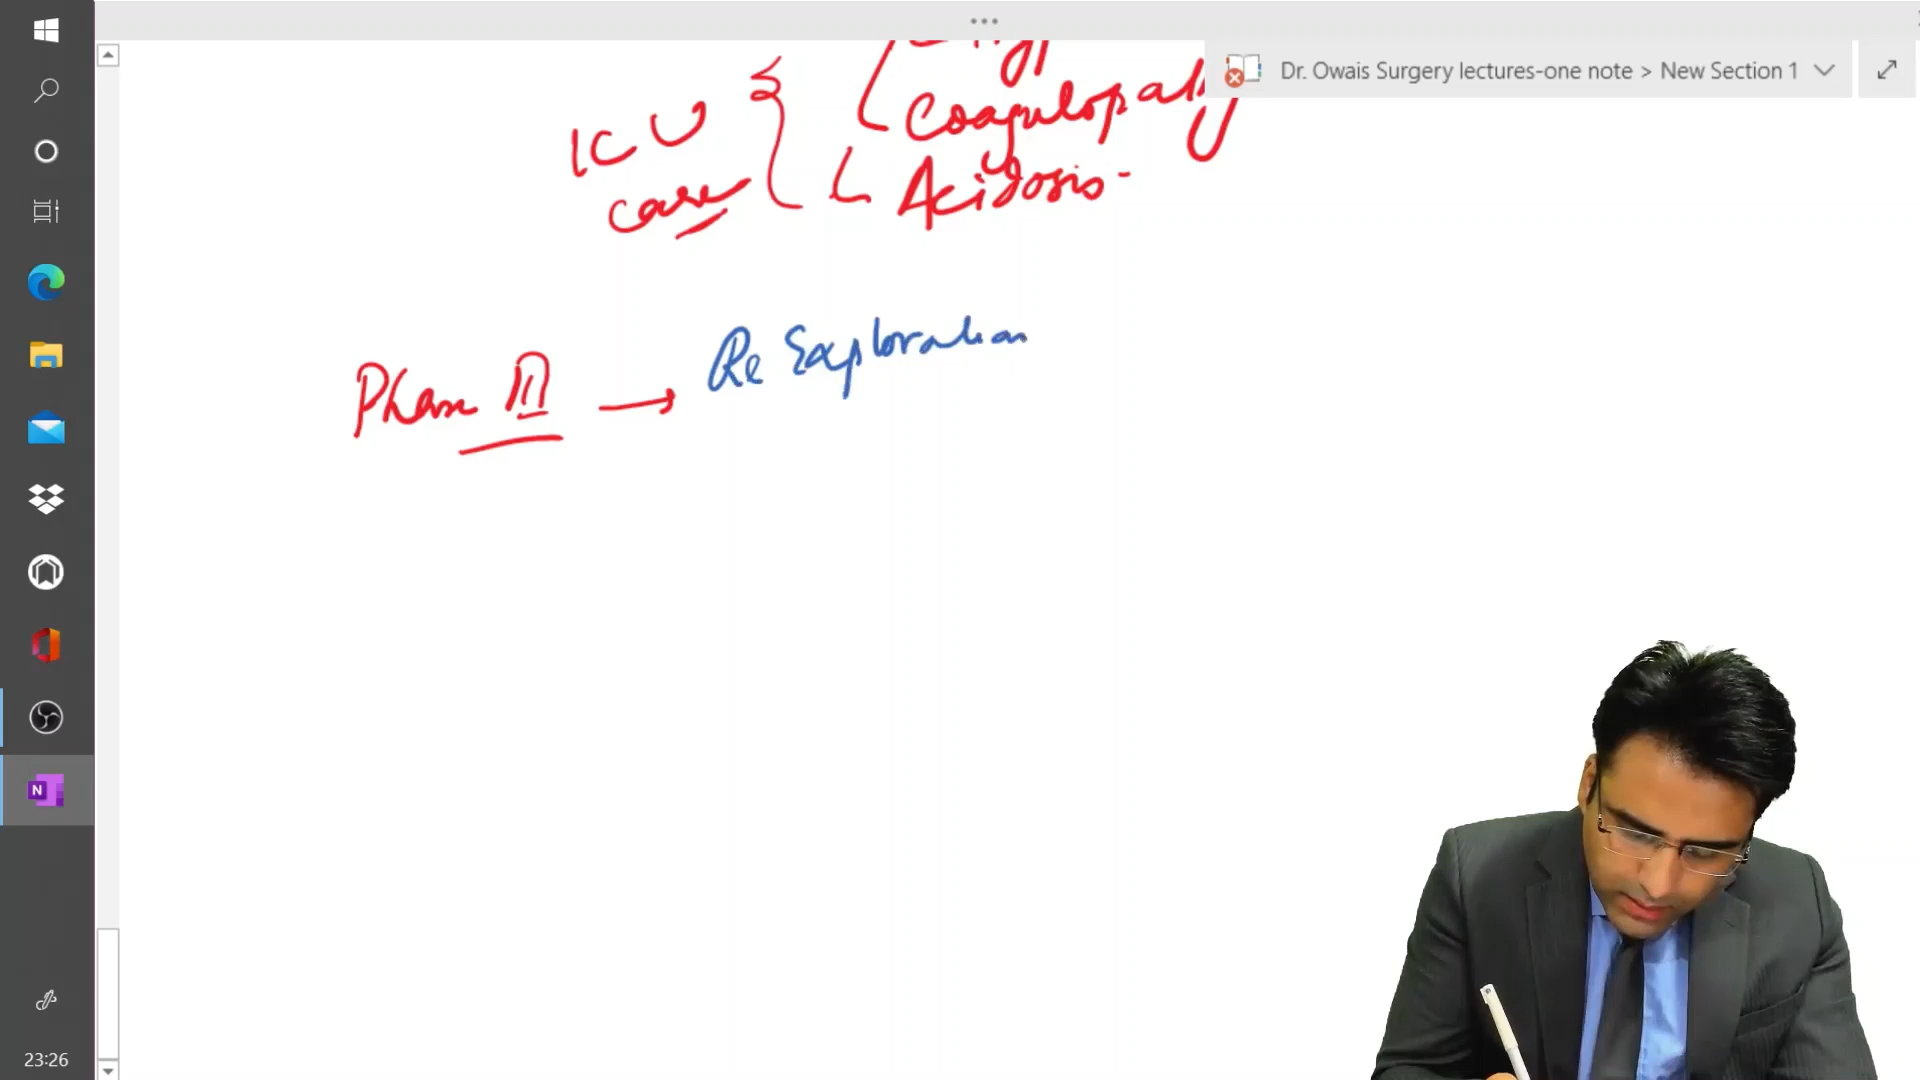 Dr. Owais Surgery lectures-one note > New Section 1
Coagulopathy
ICU
care
Acidosis
Phase III → Re Exploration
N
23:26